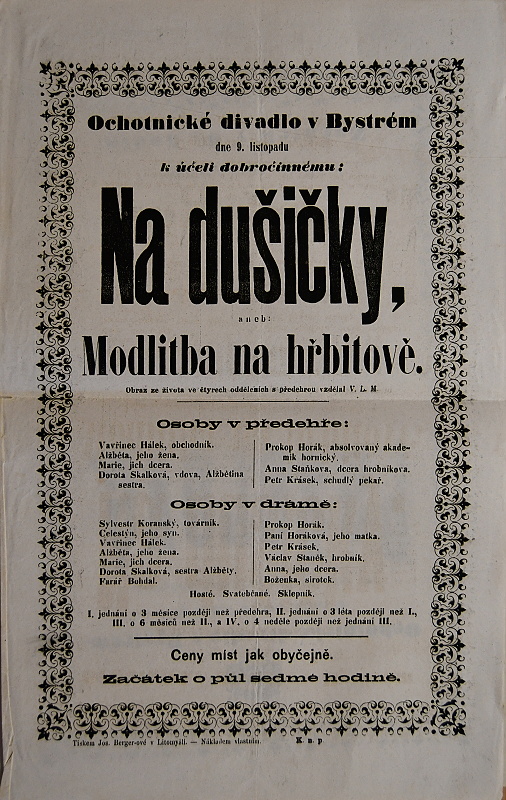 Ochotnické divadlo v Bystrém
dne 9. listopadu
k účeli dobročinnému:
Na dušičky,
aneb:
Modlitba na hřbitově.
Obraz ze života ve čtyrech odděleních s předehrou vzdělal V. L. M.
Osoby v předehře:
Vavřinec Hálek, obchodník.
Alžběta, jeho žena.
Marie, jich dcera.
Dorota Skalková, vdova, Alžbětina
sestra.
Prokop Horák, absolvovaný akade-
mik hornický.
Anna Staňkova, dcera hrobníkova.
Petr Krásek, schudlý pekař.
Osoby v drámě:
Sylvestr Koranský, továrník.
Celestýn, jeho syn.
Vavřinec Hálek.
Alžběta, jeho žena.
Marie, jich dcera.
Dorota Skalková, sestra Alžběty.
Farář Bohdal.
Prokop Horák.
Paní Horáková, jeho matka.
Petr Krásek.
Václav Staněk, hrobník.
Anna, jeho dcera.
Boženka, sirotek.
Hosté. Svatebčané. Sklepník.
I. jednání o 3 měsíce později než předehra, II. jednání o 3 léta později než I.,
III. o 6 měsíců než II., a IV. o 4 neděle později než jednání III.
Ceny míst jak obyčejně.
Začátek o půl sedmé hodině.
Tiskem Jos. Berger-ové v Litomyšli. — Nákladem vlastním.
K. n. p.